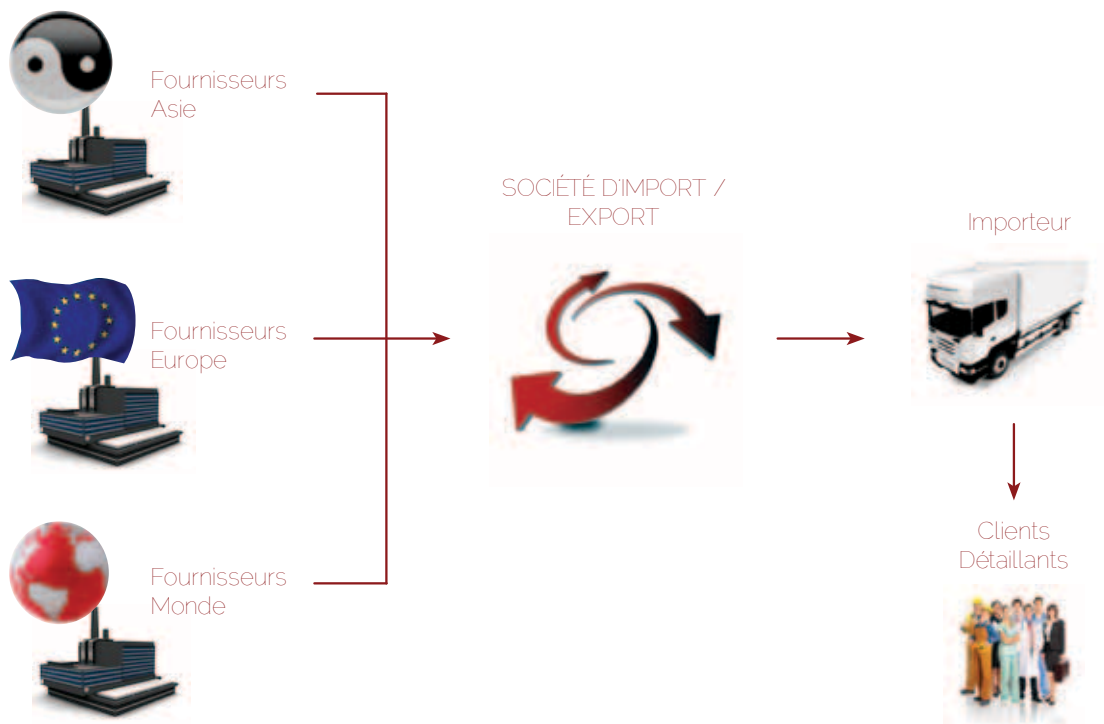 Fournisseurs
Asie
SOCIÉTÉ D'IMPORT /
EXPORT
Importeur
Fournisseurs
Europe
Clients
Détaillants
Fournisseurs
Monde